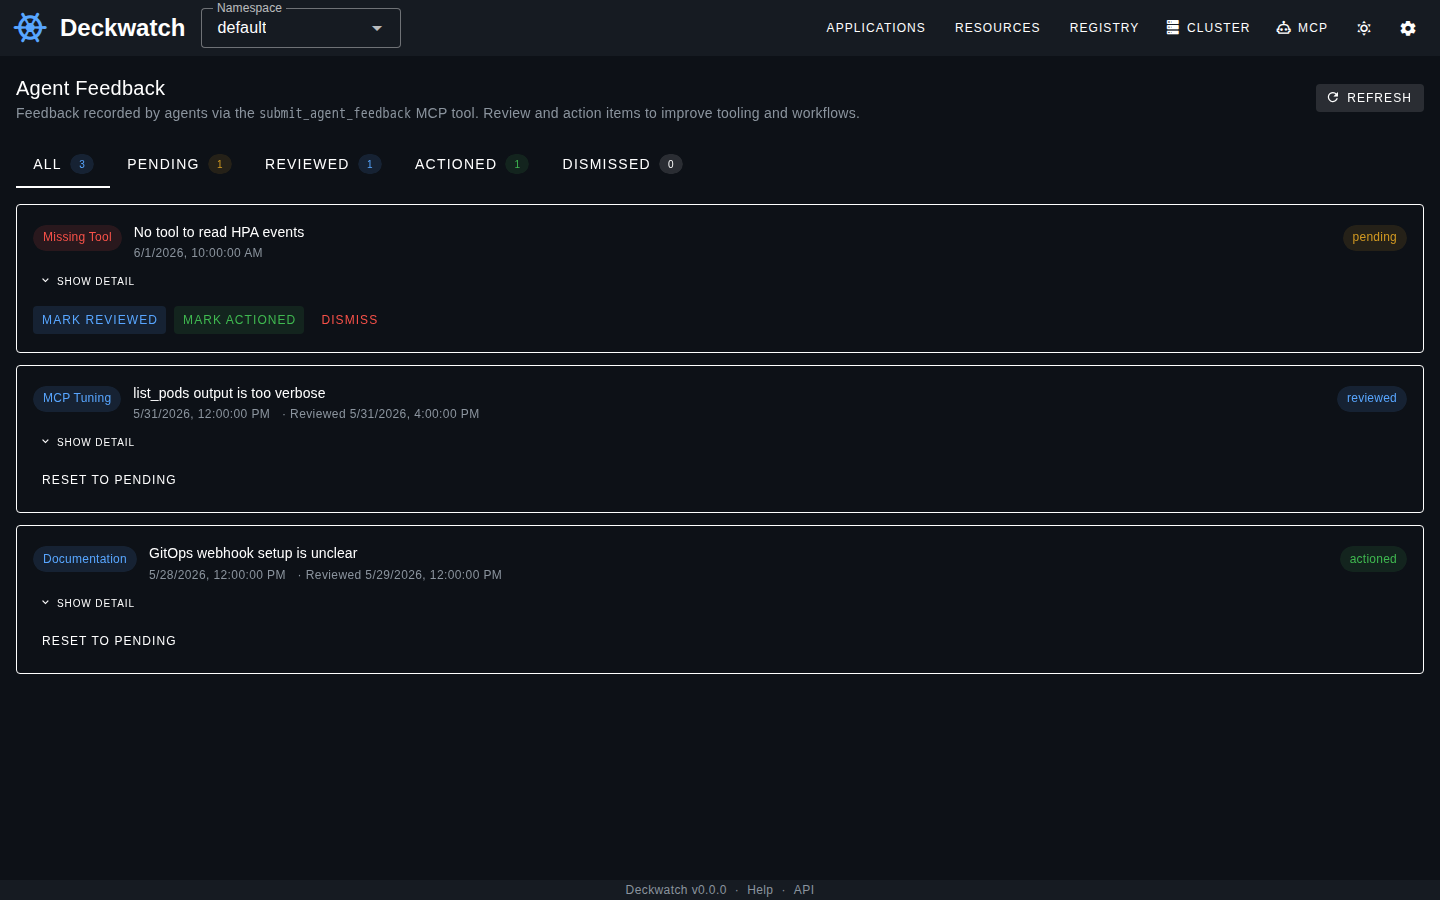 Deckwatch
Namespace
default
APPLICATIONS
RESOURCES
REGISTRY
CLUSTER
MCP
Agent Feedback
Feedback recorded by agents via the submit_agent_feedback MCP tool. Review and action items to improve tooling and workflows.
REFRESH
ALL 3
PENDING 1
REVIEWED 1
ACTIONED 1
DISMISSED 0
Missing Tool
No tool to read HPA events
pending
6/1/2026, 10:00:00 AM
SHOW DETAIL
MARK REVIEWED
MARK ACTIONED
DISMISS
MCP Tuning
list_pods output is too verbose
reviewed
5/31/2026, 12:00:00 PM · Reviewed 5/31/2026, 4:00:00 PM
SHOW DETAIL
RESET TO PENDING
Documentation
GitOps webhook setup is unclear
actioned
5/28/2026, 12:00:00 PM · Reviewed 5/29/2026, 12:00:00 PM
SHOW DETAIL
RESET TO PENDING
Deckwatch v0.0.0 · Help · API